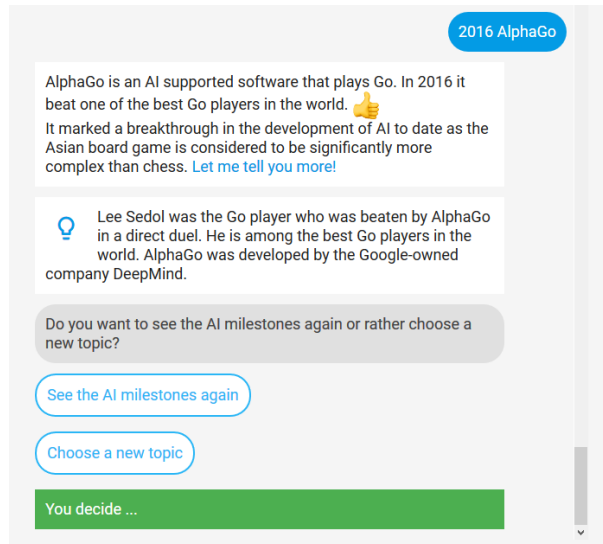 2016 AlphaGo
AlphaGo is an AI supported software that plays Go. In 2016 it
beat one of the best Go players in the world. 👍
It marked a breakthrough in the development of AI to date as the
Asian board game is considered to be significantly more
complex than chess. Let me tell you more!
Lee Sedol was the Go player who was beaten by AlphaGo
in a direct duel. He is among the best Go players in the
world. AlphaGo was developed by the Google-owned
company DeepMind.
Do you want to see the AI milestones again or rather choose a
new topic?
See the AI milestones again
Choose a new topic
You decide ...